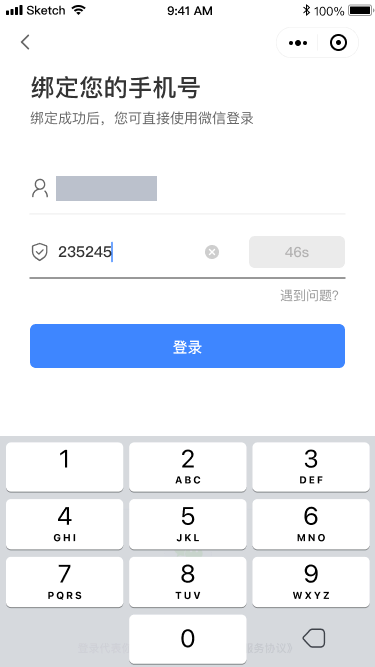 Sketch 9:41 AM 100%
绑定您的手机号
绑定成功后，您可直接使用微信登录
235245 46s
遇到问题?
登录
1 2 3
ABC DEF
4 5 6
GHI JKL MNO
7 8 9
PQRS TUV WXYZ
0